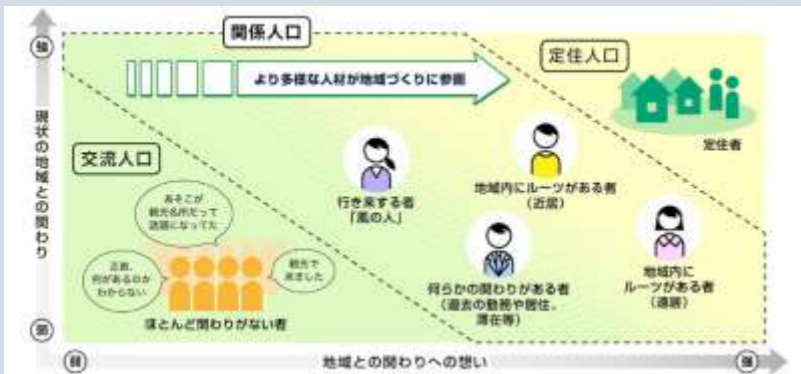 関係人口
定住人口
強
より多様な人材が地域づくりに参画
定住者
現状の地域との関わり
交流人口
あそこが
観光名所だって
話題になってた
行き来する者
「風の人」
地域内にルーツがある者
(近居)
正直、
何があるのか
わからない
観光で
来ました
ほとんど関わりがない者
何らかの関わりがある者
(過去の勤務や居住、
滞在等)
地域内に
ルーツがある者
(遠居)
弱
弱
地域との関わりへの想い
強